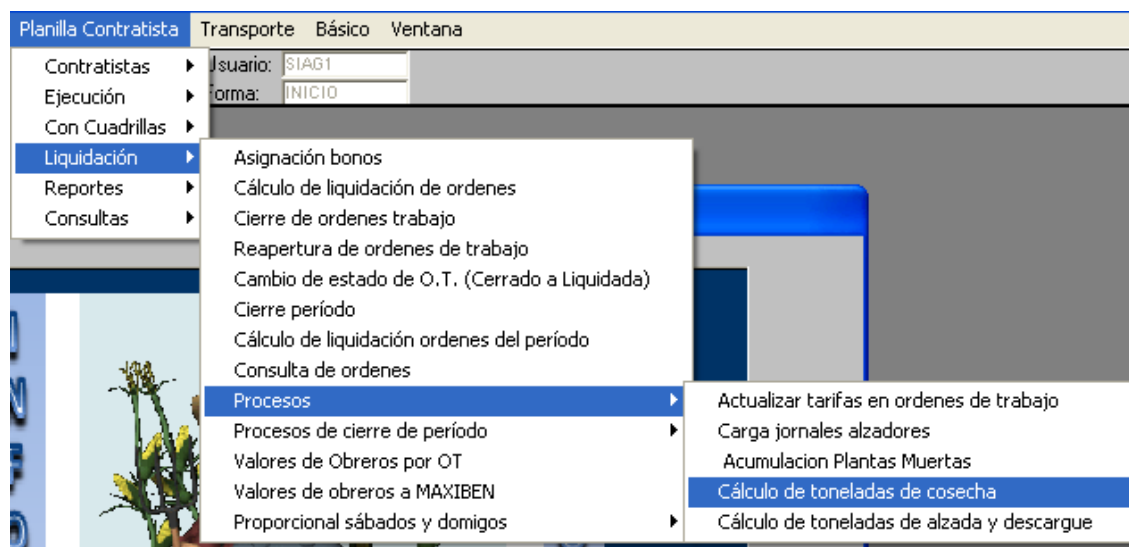 Planilla Contratista Transporte Básico Ventana
Contratistas
Usuario: SIAG1
Ejecución
Forma: INICIO
Con Cuadrillas
Liquidación
Reportes
Consultas
Asignación bonos
Cálculo de liquidación de ordenes
Cierre de ordenes trabajo
Reapertura de ordenes de trabajo
Cambio de estado de O.T. (Cerrado a Liquidada)
Cierre período
Cálculo de liquidación ordenes del período
Consulta de ordenes
Procesos
Procesos de cierre de período
Valores de Obreros por OT
Valores de obreros a MAXIBEN
Proporcional sábados y domigos
Actualizar tarifas en ordenes de trabajo
Carga jornales alzadores
Acumulacion Plantas Muertas
Cálculo de toneladas de cosecha
Cálculo de toneladas de alzada y descargue